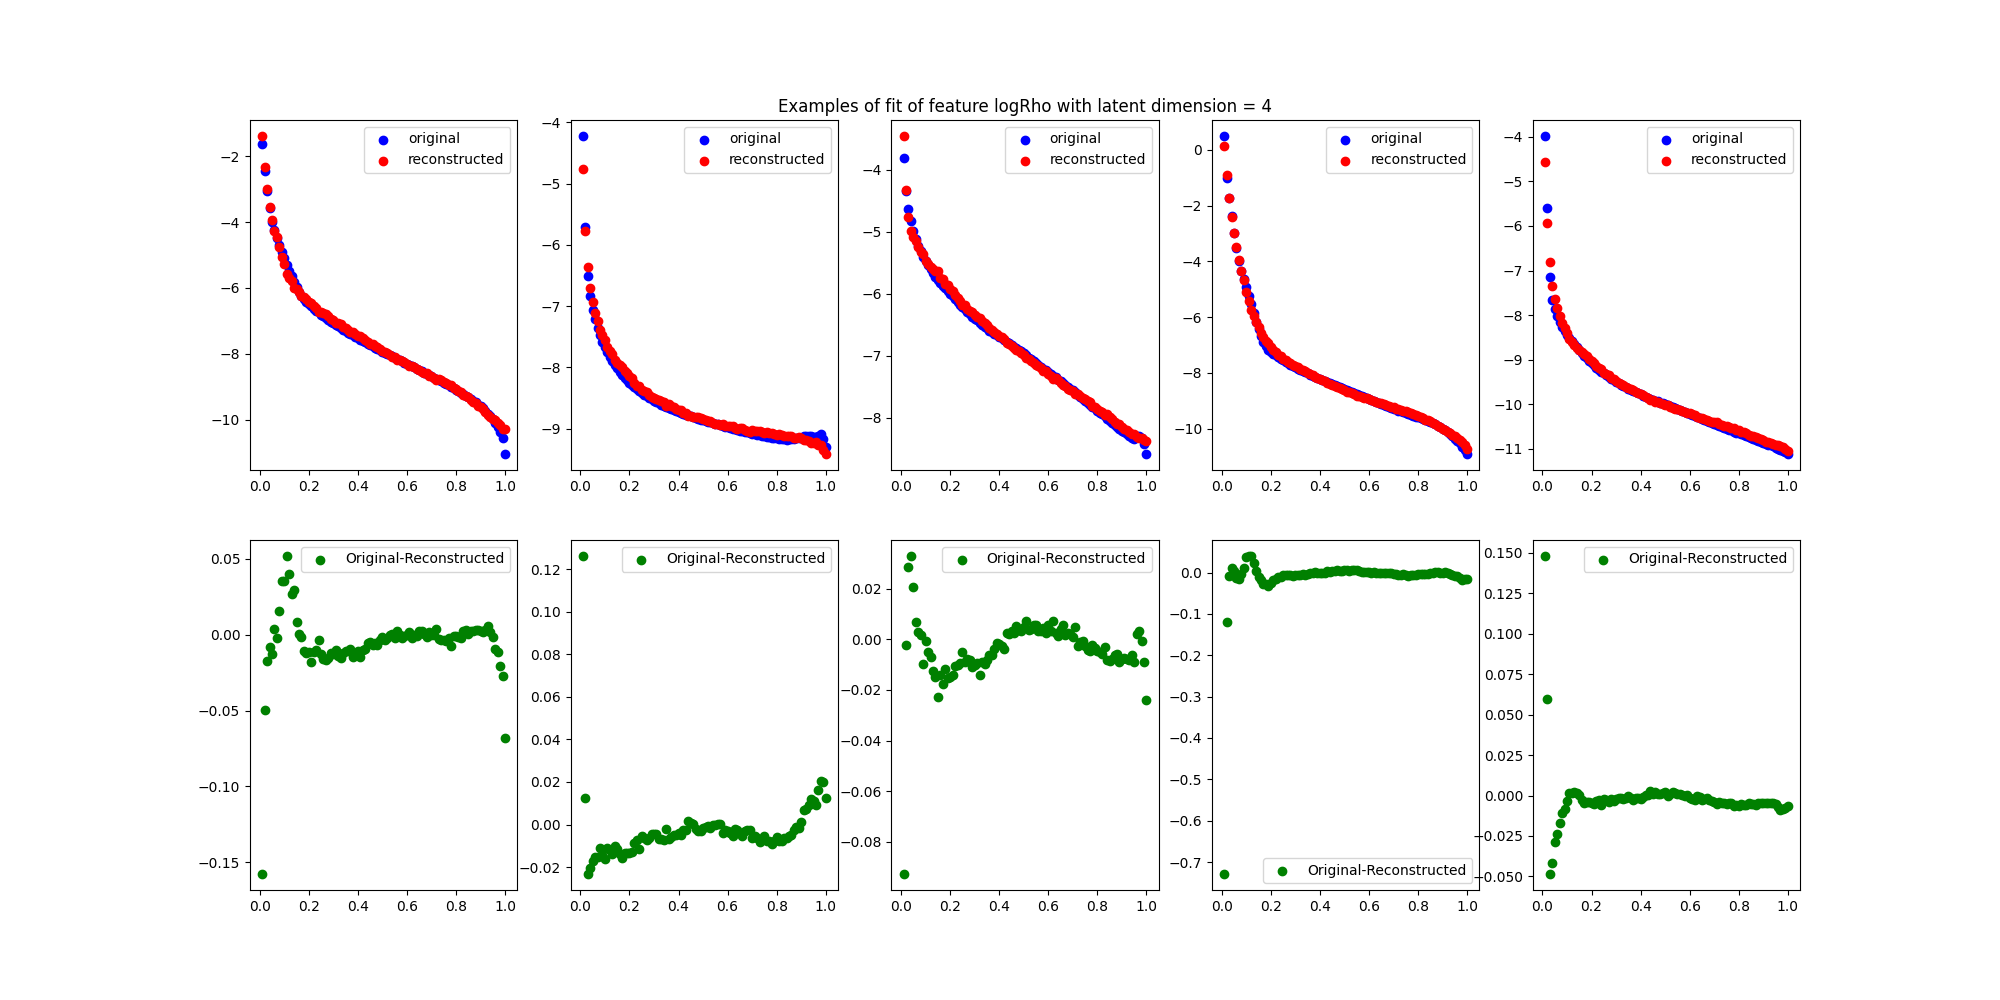 Examples of fit of feature logRho with latent dimension = 4
original
reconstructed
−2
−4
−6
−8
−10
0.0 0.2 0.4 0.6 0.8 1.0
original
reconstructed
−4
−5
−6
−7
−8
−9
0.0 0.2 0.4 0.6 0.8 1.0
original
reconstructed
−4
−5
−6
−7
−8
0.0 0.2 0.4 0.6 0.8 1.0
original
reconstructed
0
−2
−4
−6
−8
−10
0.0 0.2 0.4 0.6 0.8 1.0
original
reconstructed
−4
−5
−6
−7
−8
−9
−10
−11
0.0 0.2 0.4 0.6 0.8 1.0
Original-Reconstructed
0.05
0.00
−0.05
−0.10
−0.15
0.0 0.2 0.4 0.6 0.8 1.0
Original-Reconstructed
0.12
0.10
0.08
0.06
0.04
0.02
0.00
−0.02
0.0 0.2 0.4 0.6 0.8 1.0
Original-Reconstructed
0.02
0.00
−0.02
−0.04
−0.06
−0.08
0.0 0.2 0.4 0.6 0.8 1.0
0.0
−0.1
−0.2
−0.3
−0.4
−0.5
−0.6
−0.7
Original-Reconstructed
0.0 0.2 0.4 0.6 0.8 1.0
Original-Reconstructed
0.150
0.125
0.100
0.075
0.050
0.025
0.000
−0.025
−0.050
0.0 0.2 0.4 0.6 0.8 1.0